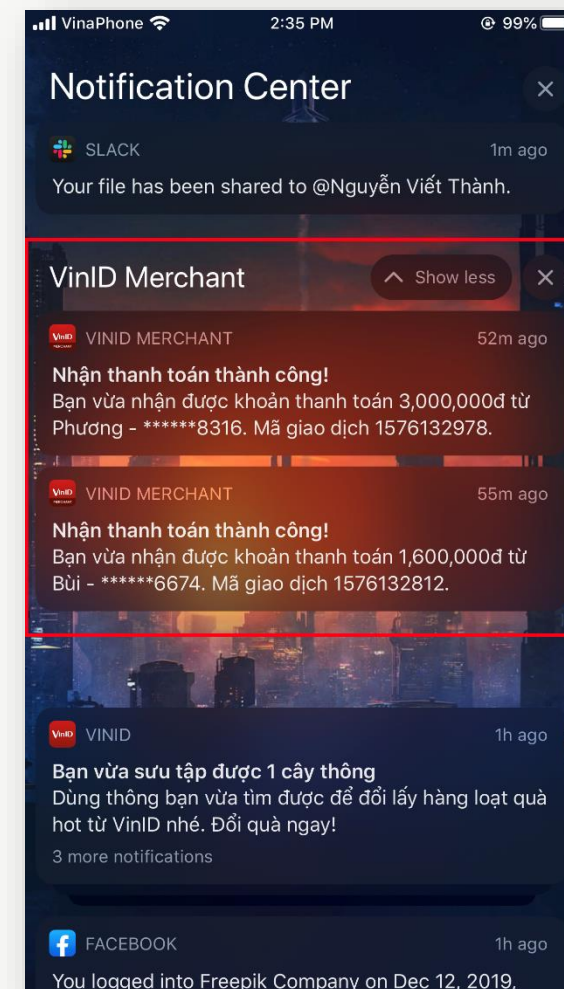 VinaPhone 2:35 PM 99%
Notification Center
SLACK 1m ago
Your file has been shared to @Nguyễn Viết Thành.
VinID Merchant Show less
VINID MERCHANT 52m ago
Nhận thanh toán thành công!
Bạn vừa nhận được khoản thanh toán 3,000,000đ từ
Phương - ******8316. Mã giao dịch 1576132978.
VINID MERCHANT 55m ago
Nhận thanh toán thành công!
Bạn vừa nhận được khoản thanh toán 1,600,000đ từ
Bùi - ******6674. Mã giao dịch 1576132812.
VinID VINID 1h ago
Bạn vừa sưu tập được 1 cây thông
Dùng thông bạn vừa tìm được để đổi lấy hàng loạt quà
hot từ VinID nhé. Đổi quà ngay!
3 more notifications
FACEBOOK 1h ago
You logged into Freepik Company on Dec 12, 2019,